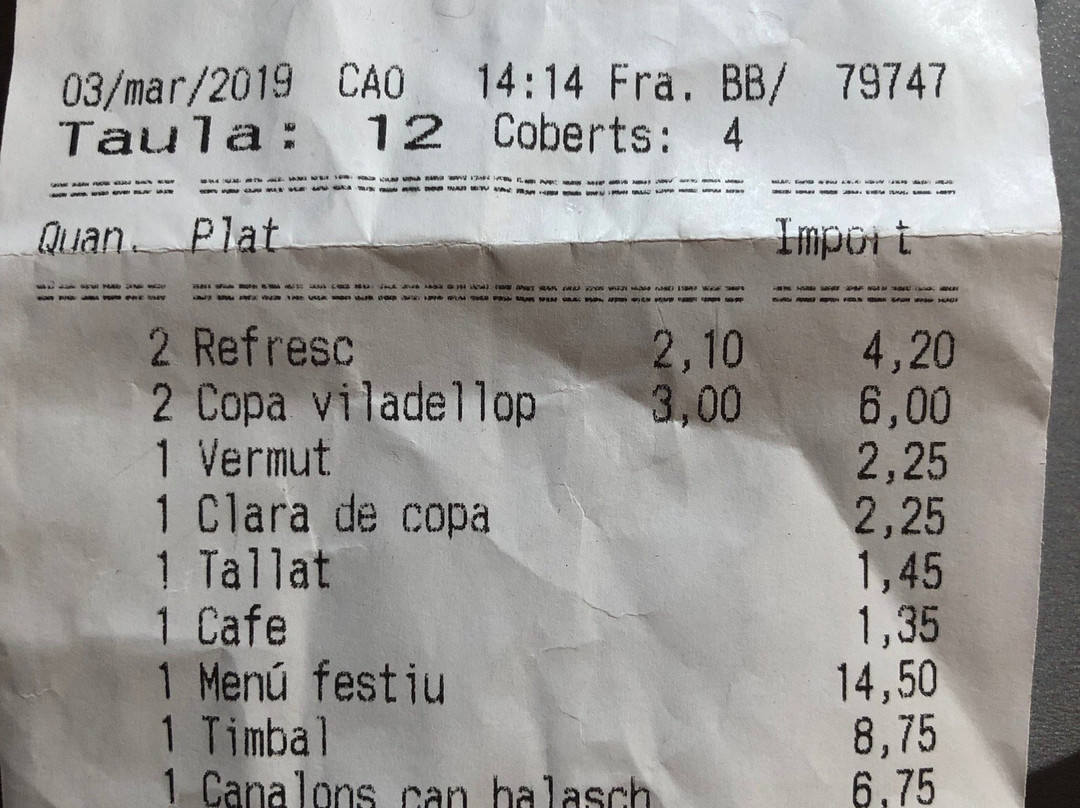 03/mar/2019 CAO 14:14 Fra. BB/ 79747
Taula: 12 Coberts: 4
Quan. Plat Import
2 Refresc 2,10 4,20
2 Copa viladellop 3,00 6,00
1 Vermut 2,25
1 Clara de copa 2,25
1 Tallat 1,45
1 Cafe 1,35
1 Menú festiu 14,50
1 Timbal 8,75
1 Canalons can balasch 6,75